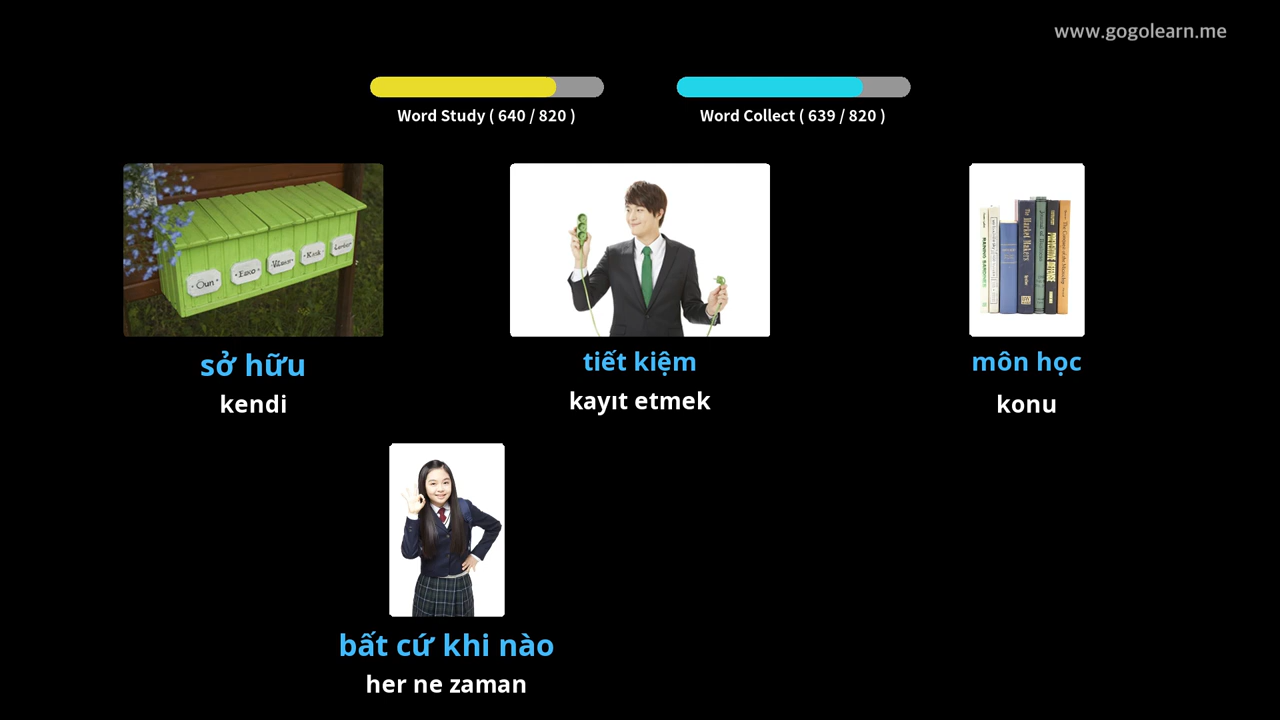 www.gogolearn.me
Word Study ( 640 / 820 )
Word Collect ( 639 / 820 )
sở hữu
kendi
tiết kiệm
kayıt etmek
môn học
konu
bất cứ khi nào
her ne zaman